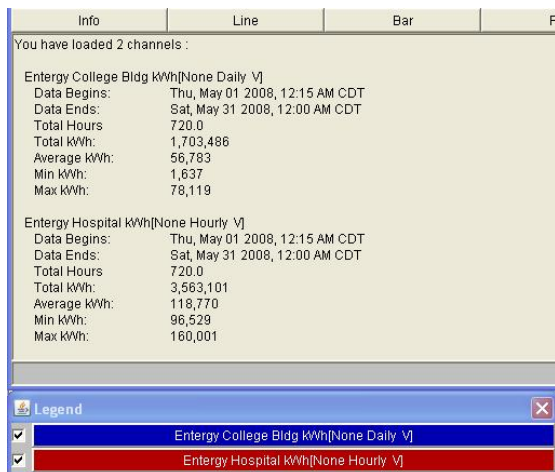 Info Line Bar F
You have loaded 2 channels :
Entergy College Bldg kWh[None Daily V]
Data Begins: Thu, May 01 2008, 12:15 AM CDT
Data Ends: Sat, May 31 2008, 12:00 AM CDT
Total Hours 720.0
Total kWh: 1,703,486
Average kWh: 56,783
Min kWh: 1,637
Max kWh: 78,119
Entergy Hospital kWh[None Hourly V]
Data Begins: Thu, May 01 2008, 12:15 AM CDT
Data Ends: Sat, May 31 2008, 12:00 AM CDT
Total Hours 720.0
Total kWh: 3,563,101
Average kWh: 118,770
Min kWh: 96,529
Max kWh: 160,001
Legend
Entergy College Bldg kWh[None Daily V]
Entergy Hospital kWh[None Hourly V]